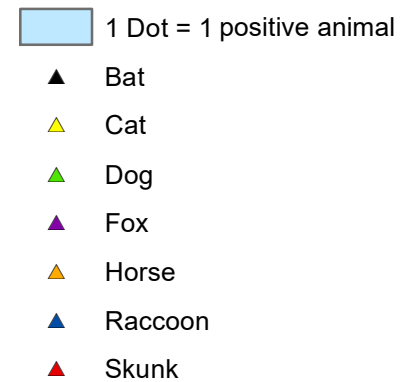 1 Dot = 1 positive animal
Bat
Cat
Dog
Fox
Horse
Raccoon
Skunk